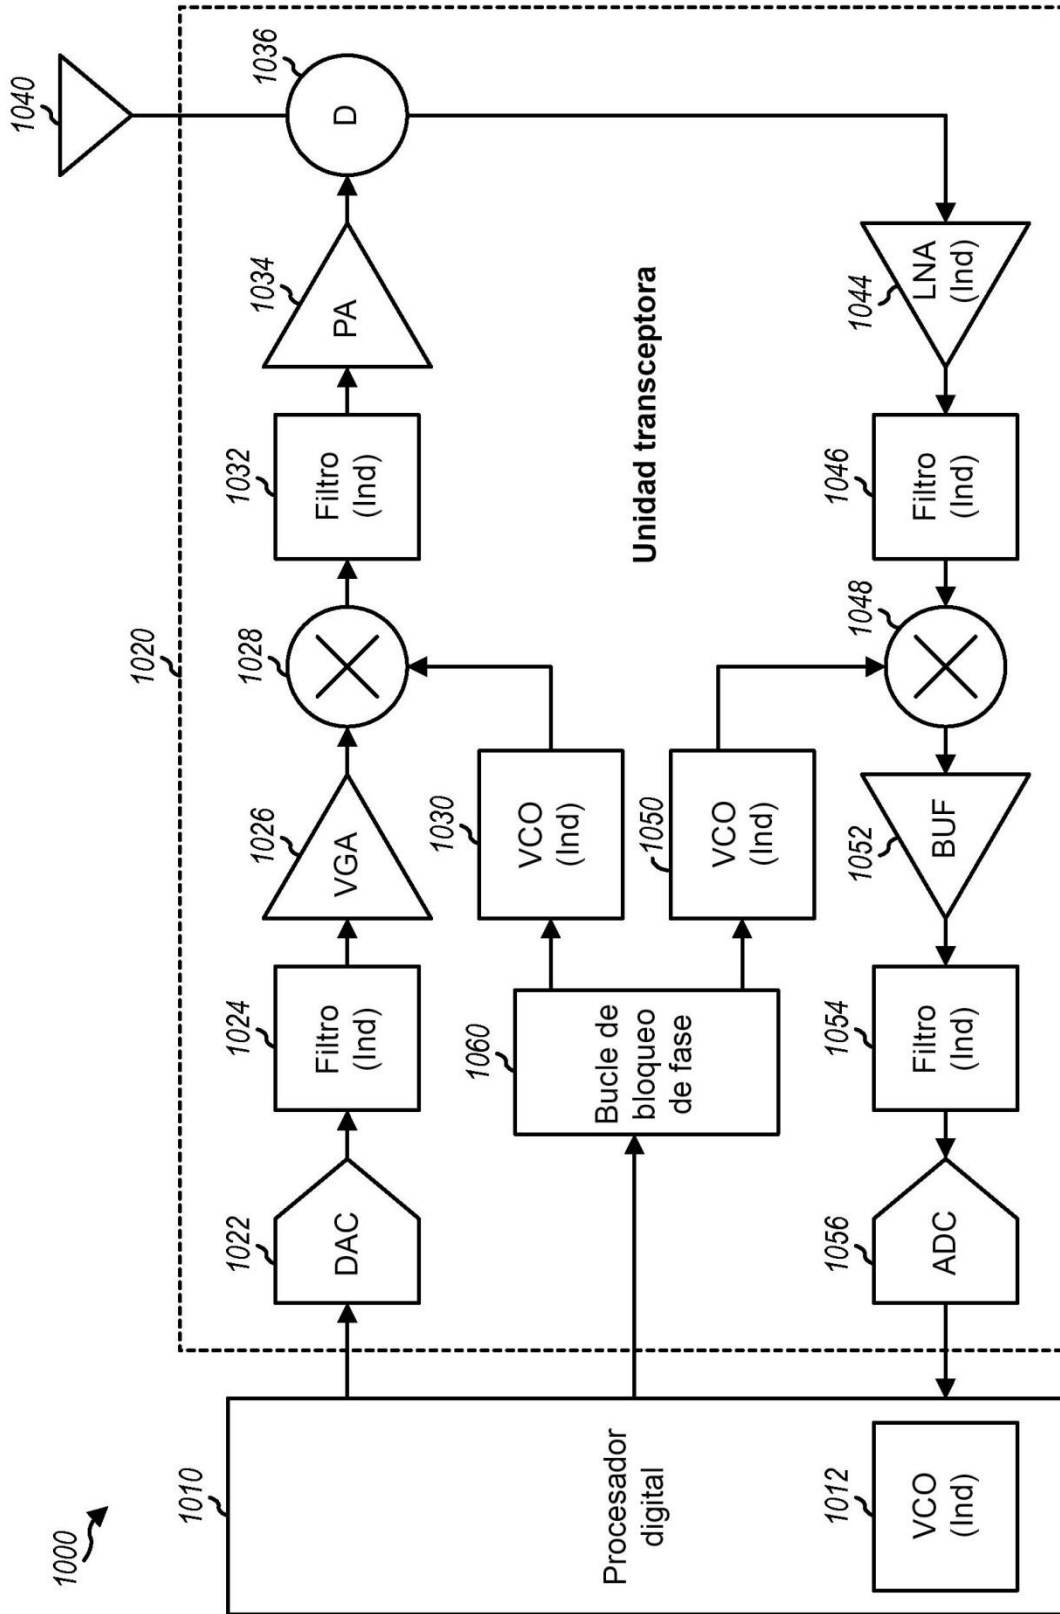 1000
1010
Procesador
digital
1012
VCO
(Ind)
1020
1022
DAC
1024
Filtro
(Ind)
1026
VGA
1028
1030
VCO
(Ind)
1032
Filtro
(Ind)
1034
PA
1036
D
1040
1060
Bucle de
bloqueo
de fase
1050
VCO
(Ind)
Unidad transceptora
1056
ADC
1054
Filtro
(Ind)
1052
BUF
1048
1046
Filtro
(Ind)
1044
LNA
(Ind)